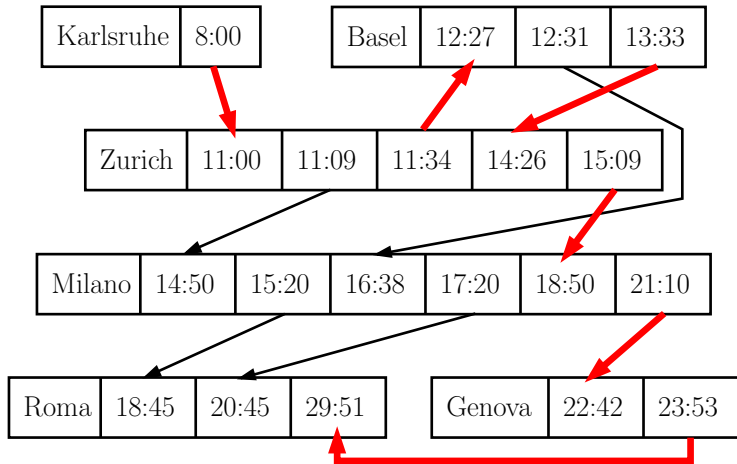 Karlsruhe 8:00 Basel 12:27 12:31 13:33
Zurich 11:00 11:09 11:34 14:26 15:09
Milano 14:50 15:20 16:38 17:20 18:50 21:10
Roma 18:45 20:45 29:51 Genova 22:42 23:53